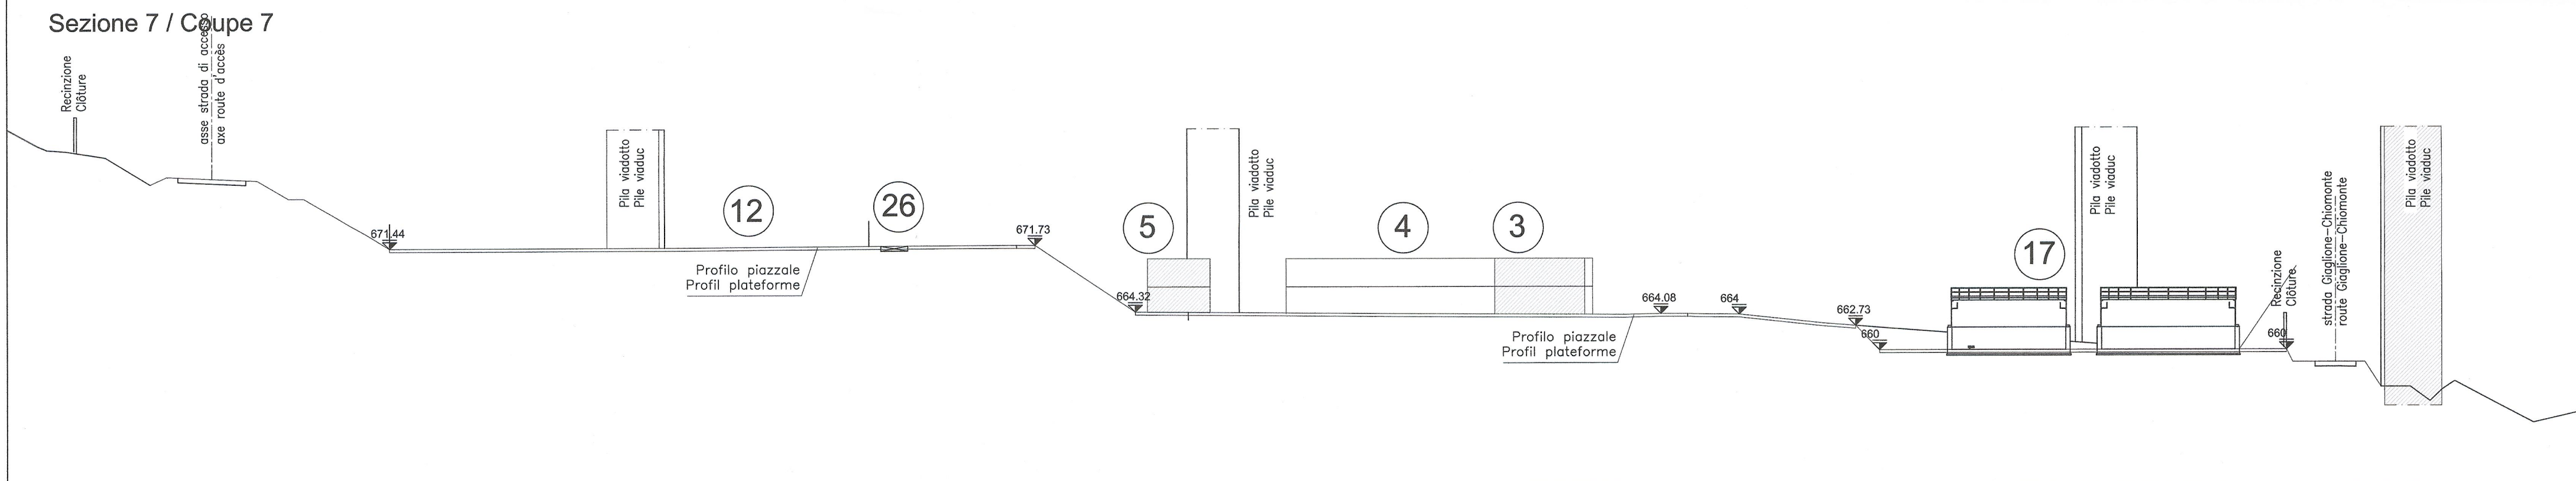 Sezione 7 / Coupe 7
Recinzione
Clôture
asse strada di accesso
axe route d'accès
671.44
Pila viadotto
Pile viaduc
12
26
Profilo piazzale
Profil plateforme
671.73
664.32
5
Pila viadotto
Pile viaduc
4
3
Profilo piazzale
Profil plateforme
664.08
664
662.73
660
17
Pila viadotto
Pile viaduc
Recinzione
Clôture
660
strada Giaglione-Chiomonte
route Giaglione-Chiomonte
Pila viadotto
Pile viaduc